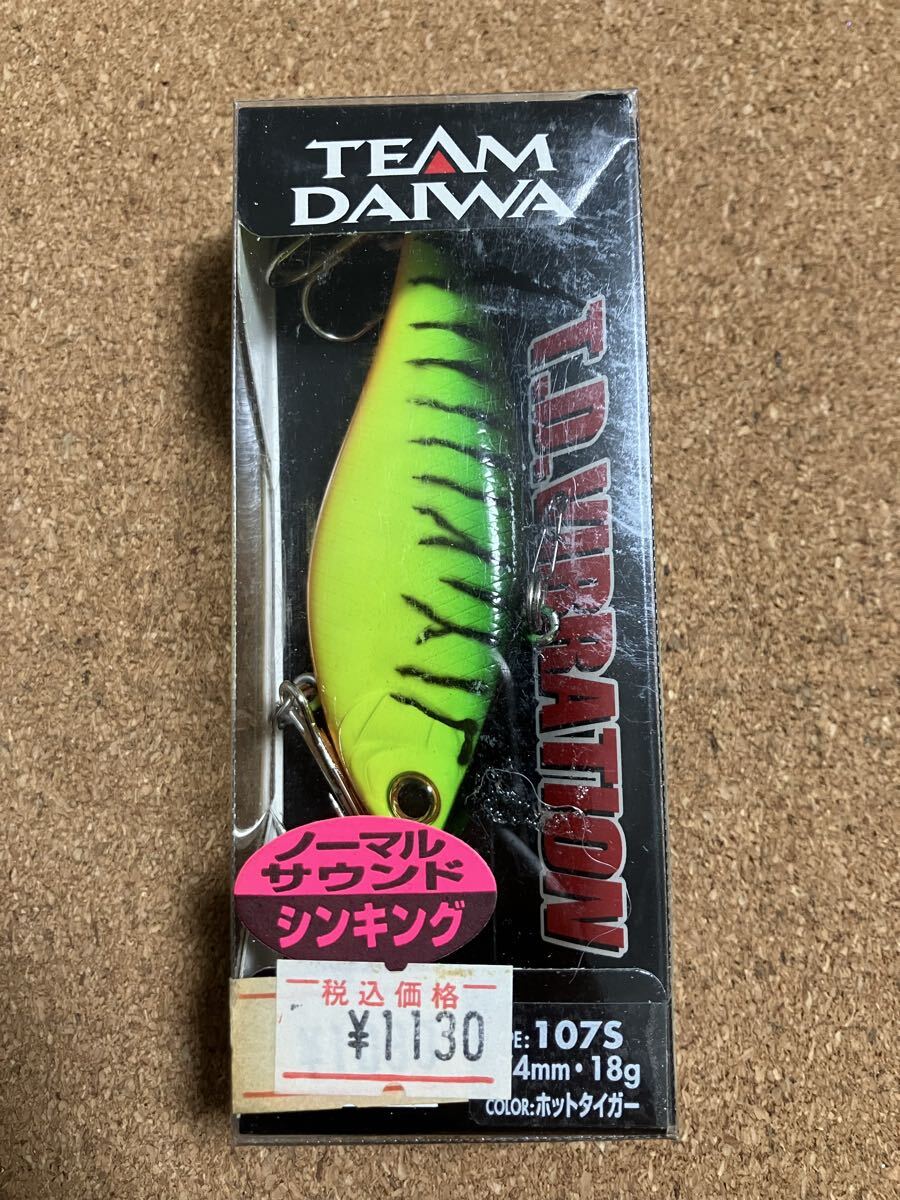 TEAM
DAIWA
T.D.VIBRATION
ノーマル
サウンド
シンキング
税込価格
¥1130
107S
4mm・18g
COLOR:ホットタイガー